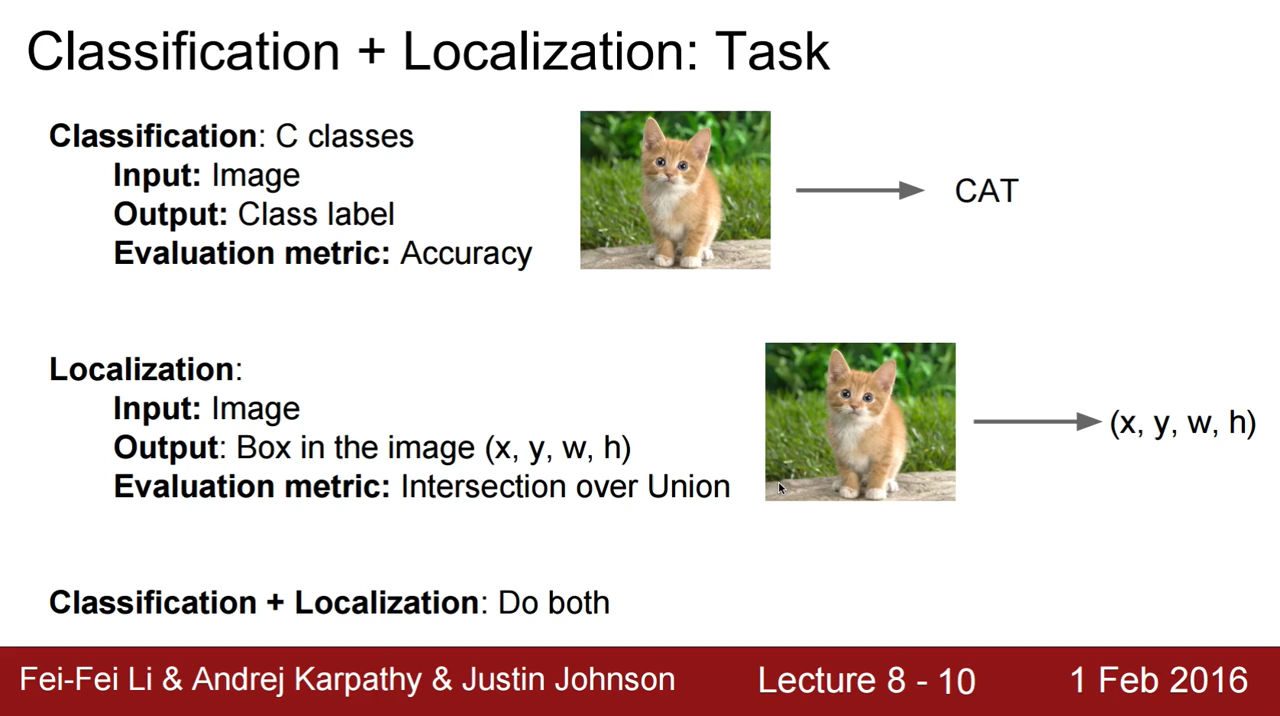 Classification + Localization: Task
Classification: C classes
Input: Image
Output: Class label
Evaluation metric: Accuracy
CAT
Localization:
Input: Image
Output: Box in the image (x, y, w, h)
Evaluation metric: Intersection over Union
(x, y, w, h)
Classification + Localization: Do both
Fei-Fei Li & Andrej Karpathy & Justin Johnson
Lecture 8 - 10
1 Feb 2016